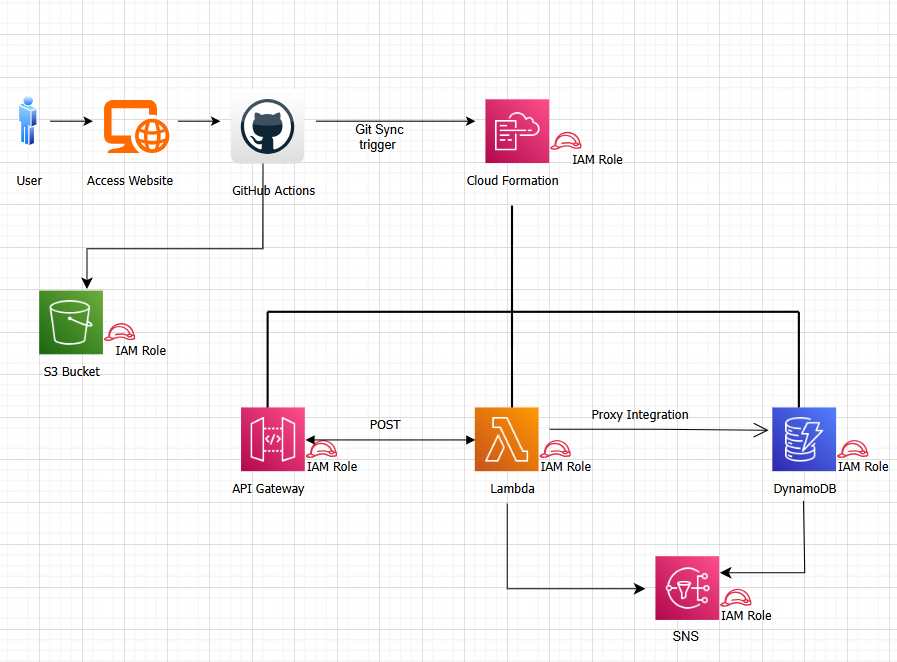 Git Sync
trigger
IAM Role
User
Access Website
GitHub Actions
Cloud Formation
IAM Role
S3 Bucket
POST
Proxy Integration
IAM Role
IAM Role
IAM Role
API Gateway
Lambda
DynamoDB
IAM Role
SNS